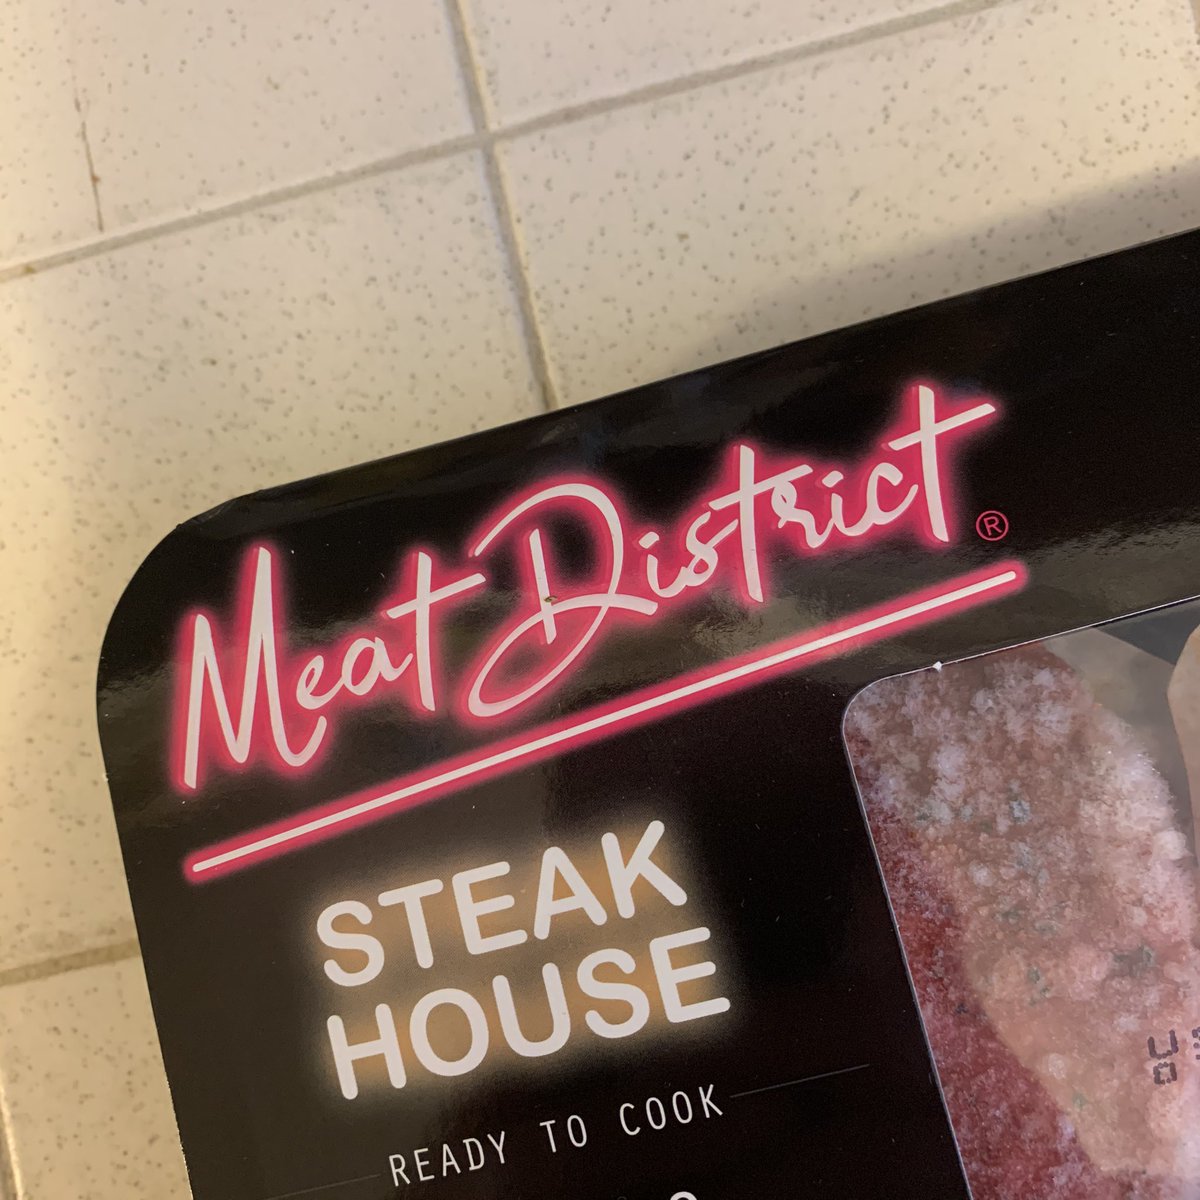 Meat District®
STEAK
HOUSE
READY TO COOK